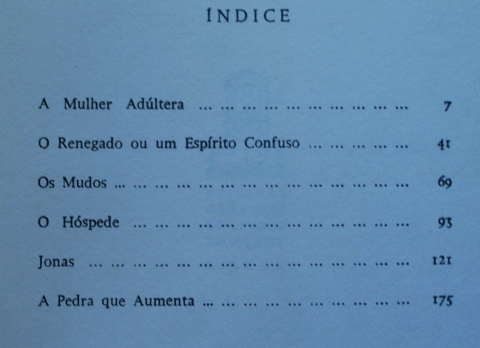 ÍNDICE
A Mulher Adúltera ... ... ... ... ... ... ... ... ... ... 7
O Renegado ou um Espírito Confuso ... ... ... ... ... 41
Os Mudos ... ... ... ... ... ... ... ... ... ... ... ... ... 69
O Hóspede ... ... ... ... ... ... ... ... ... ... ... ... 93
Jonas ... ... ... ... ... ... ... ... ... ... ... ... ... ... 121
A Pedra que Aumenta ... ... ... ... ... ... ... ... ... 175